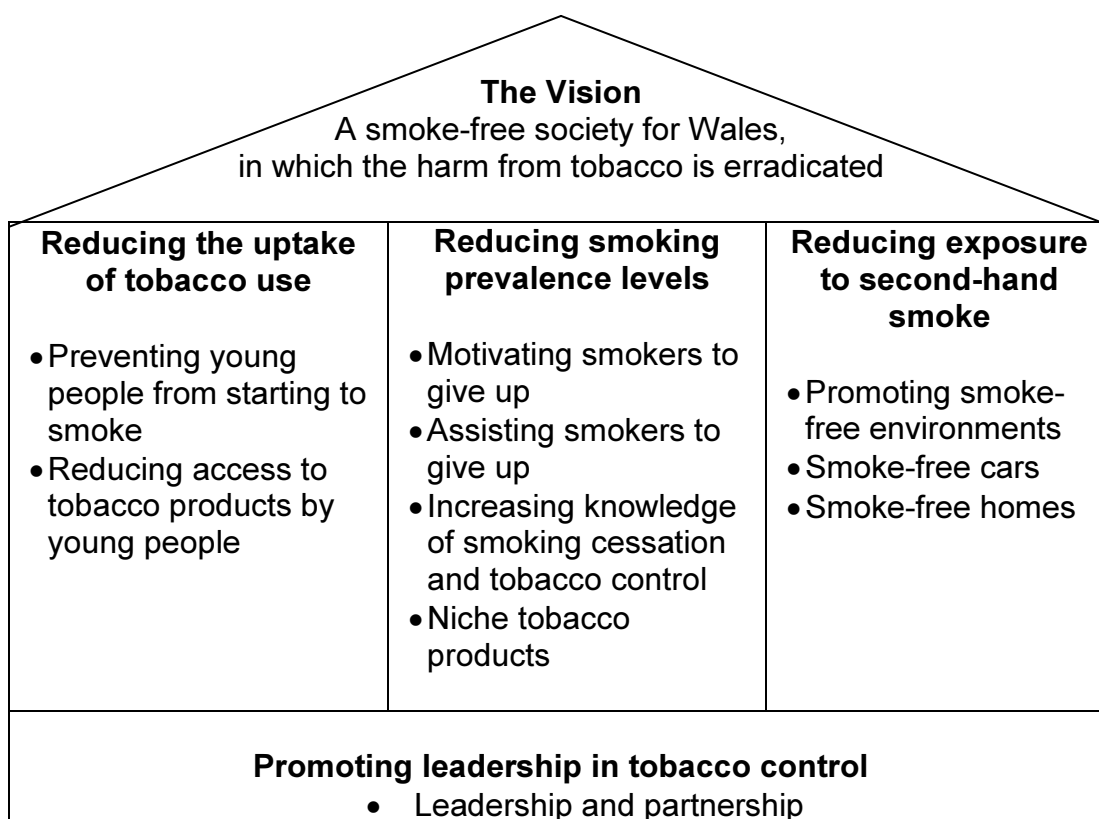 The Vision
A smoke-free society for Wales,
in which the harm from tobacco is erradicated
Reducing the uptake
of tobacco use
• Preventing young
people from starting to
smoke
• Reducing access to
tobacco products by
young people
Reducing smoking
prevalence levels
• Motivating smokers to
give up
• Assisting smokers to
give up
• Increasing knowledge
of smoking cessation
and tobacco control
• Niche tobacco
products
Reducing exposure
to second-hand
smoke
• Promoting smoke-
free environments
• Smoke-free cars
• Smoke-free homes
Promoting leadership in tobacco control
• Leadership and partnership